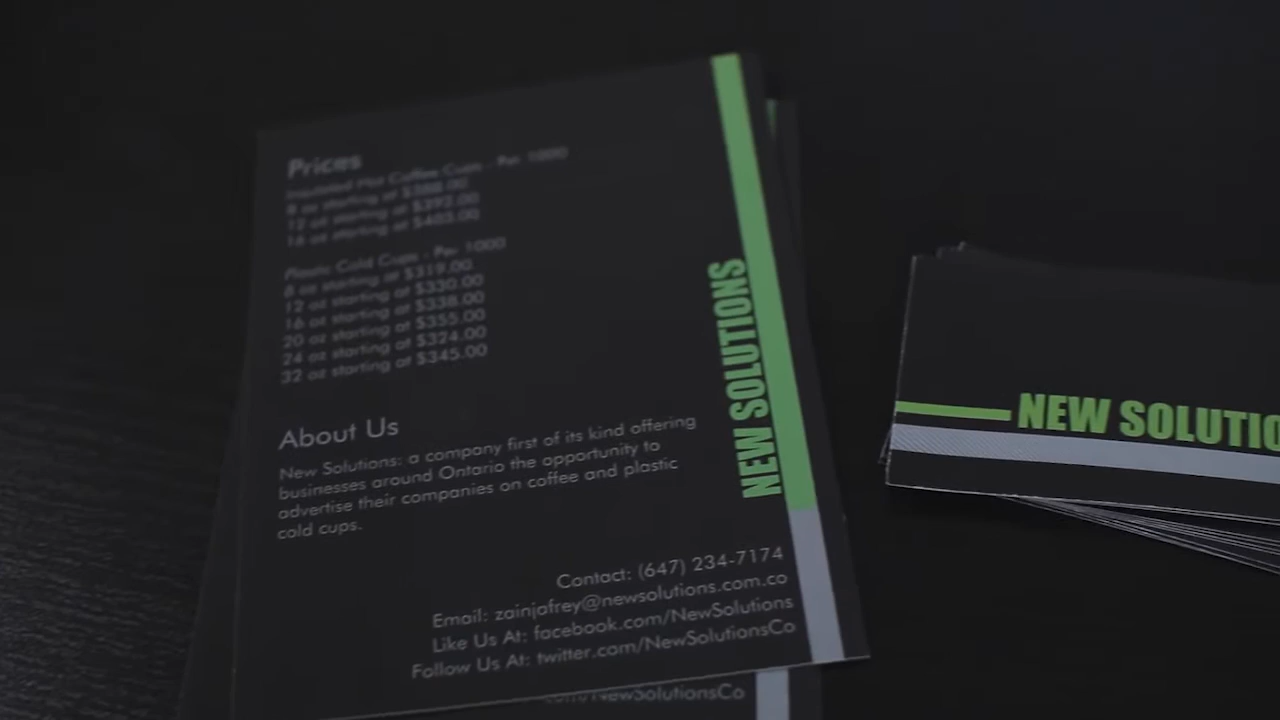 Prices
Insulated Hot Coffee Cups - Per 1000
8 oz starting at
12 oz starting at $392.00
16 oz starting at $405.00
Plastic Cold Cups - Per 1000
8 oz starting at $319.00
12 oz starting at $330.00
16 oz starting at $338.00
20 oz starting at $355.00
24 oz starting at $324.00
32 oz starting at $345.00
About Us
New Solutions: a company first of its kind offering
businesses around Ontario the opportunity to
advertise their companies on coffee and plastic
cold cups.
Contact: (647) 234-7174
Email: zainjafrey@newsolutions.com.co
Like Us At: facebook.com/NewSolutions
Follow Us At: twitter.com/NewSolutionsCo
NEW SOLUTIONS
NEW SOLUTIO
com/NewSolutionsCo